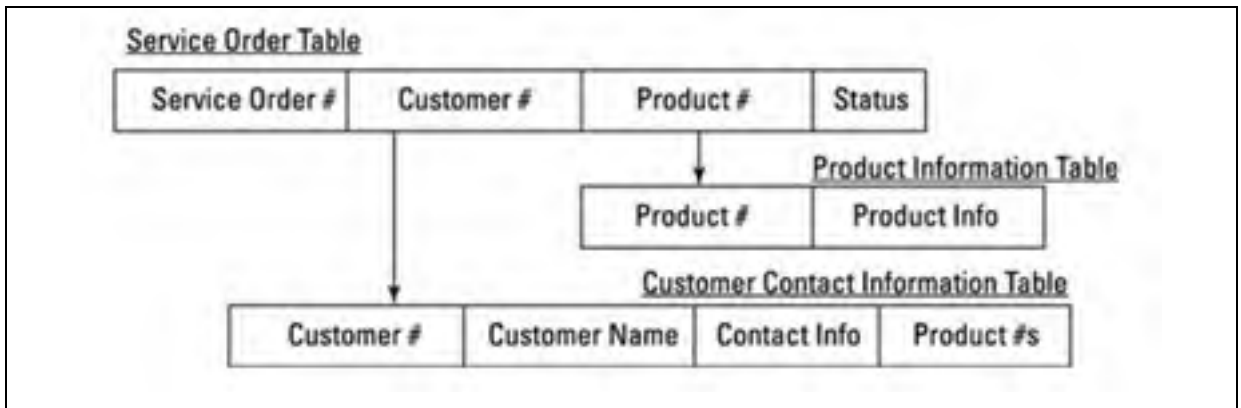 Service Order Table
Service Order # Customer # Product # Status
Product Information Table
Product # Product Info
Customer Contact Information Table
Customer # Customer Name Contact Info Product #s